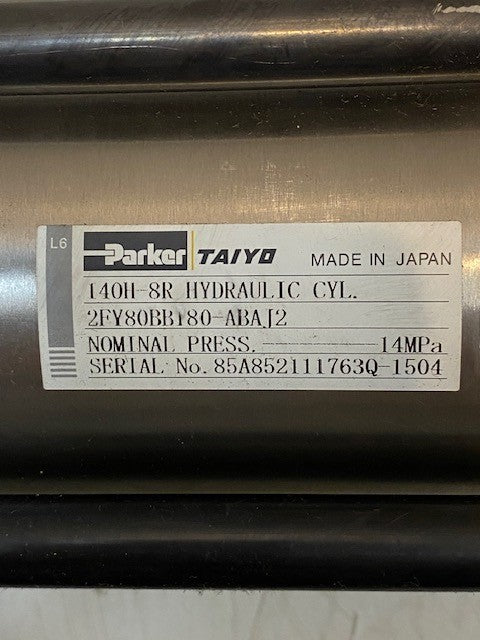 L6
Parker TAIYO MADE IN JAPAN
140H-8R HYDRAULIC CYL.
2FY80BB180-ABAJ2
NOMINAL PRESS. 14MPa
SERIAL No. 85A852111763Q-1504